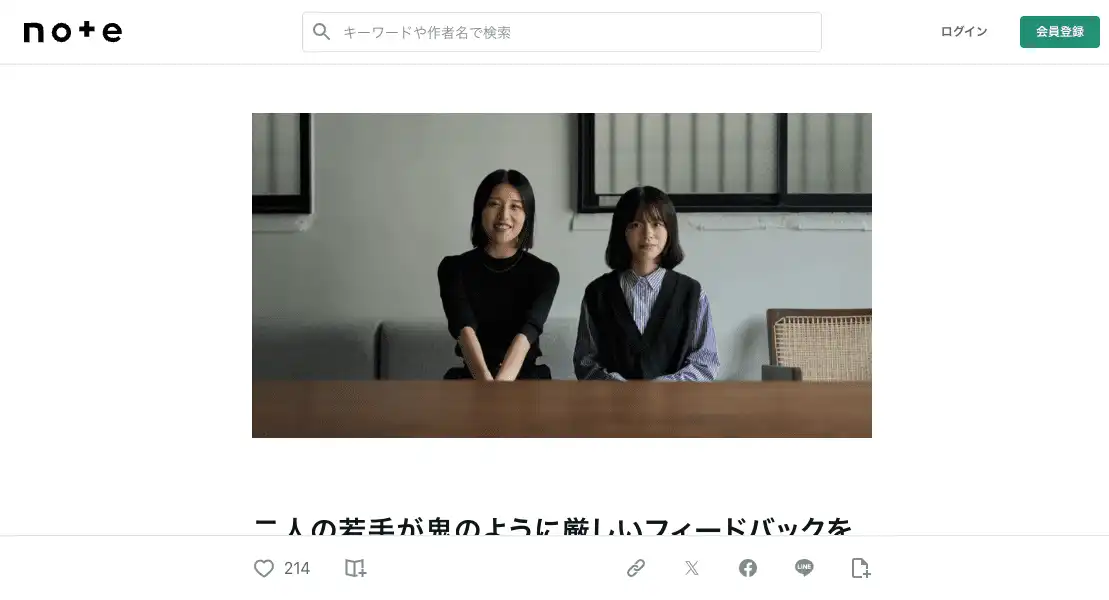 note
キーワードや作者名で検索
ログイン
会員登録
二人の若手が鬼のように厳しいフィードバックを
214
LINE